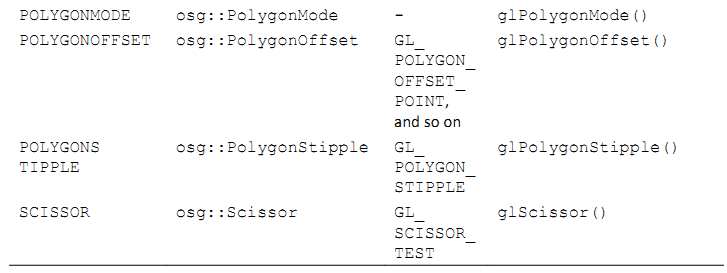 POLYGONMODE osg::PolygonMode - glPolygonMode()
POLYGONOFFSET osg::PolygonOffset GL_ glPolygonOffset()
POLYGON_
OFFSET_
POINT,
and so on
POLYGONS osg::PolygonStipple GL_ glPolygonStipple()
TIPPLE POLYGON_
STIPPLE
SCISSOR osg::Scissor GL_ glScissor()
SCISSOR_
TEST